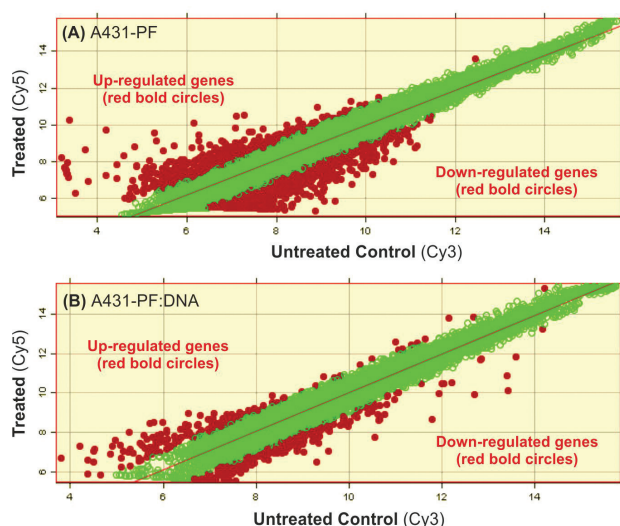 (A) A431-PF
Up-regulated genes
(red bold circles)
Down-regulated genes
(red bold circles)
Treated (Cy5)
14
12
10
8
6
4
6
8
10
12
14
Untreated Control (Cy3)
(B) A431-PF:DNA
Up-regulated genes
(red bold circles)
Down-regulated genes
(red bold circles)
Treated (Cy5)
14
12
10
8
6
4
6
8
10
12
14
Untreated Control (Cy3)